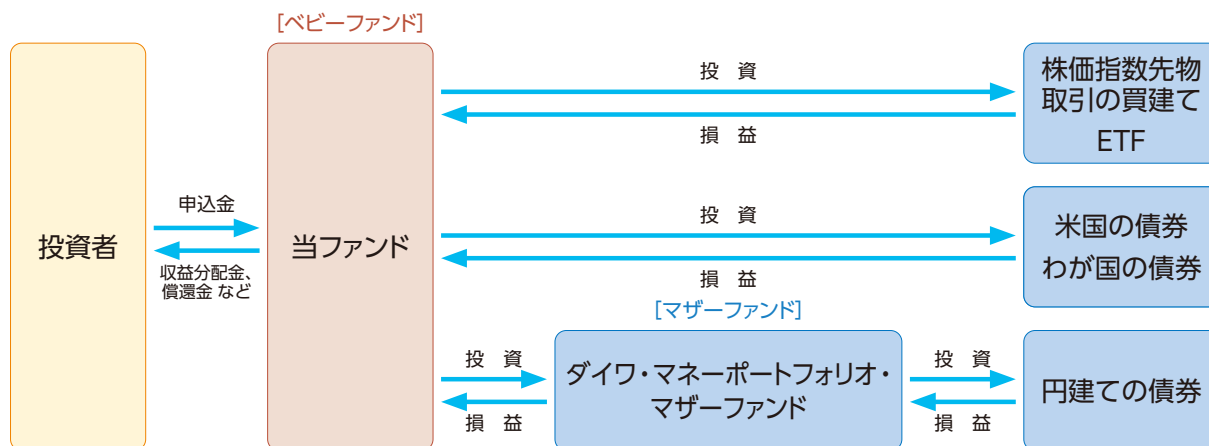 [ベビーファンド]
投資者
申込金
収益分配金、
償還金 など
当ファンド
投 資
損 益
株価指数先物
取引の買建て
ETF
投 資
損 益
米国の債券
わが国の債券
[マザーファンド]
投 資
損 益
ダイワ・マネーポートフォリオ・
マザーファンド
投 資
損 益
円建ての債券